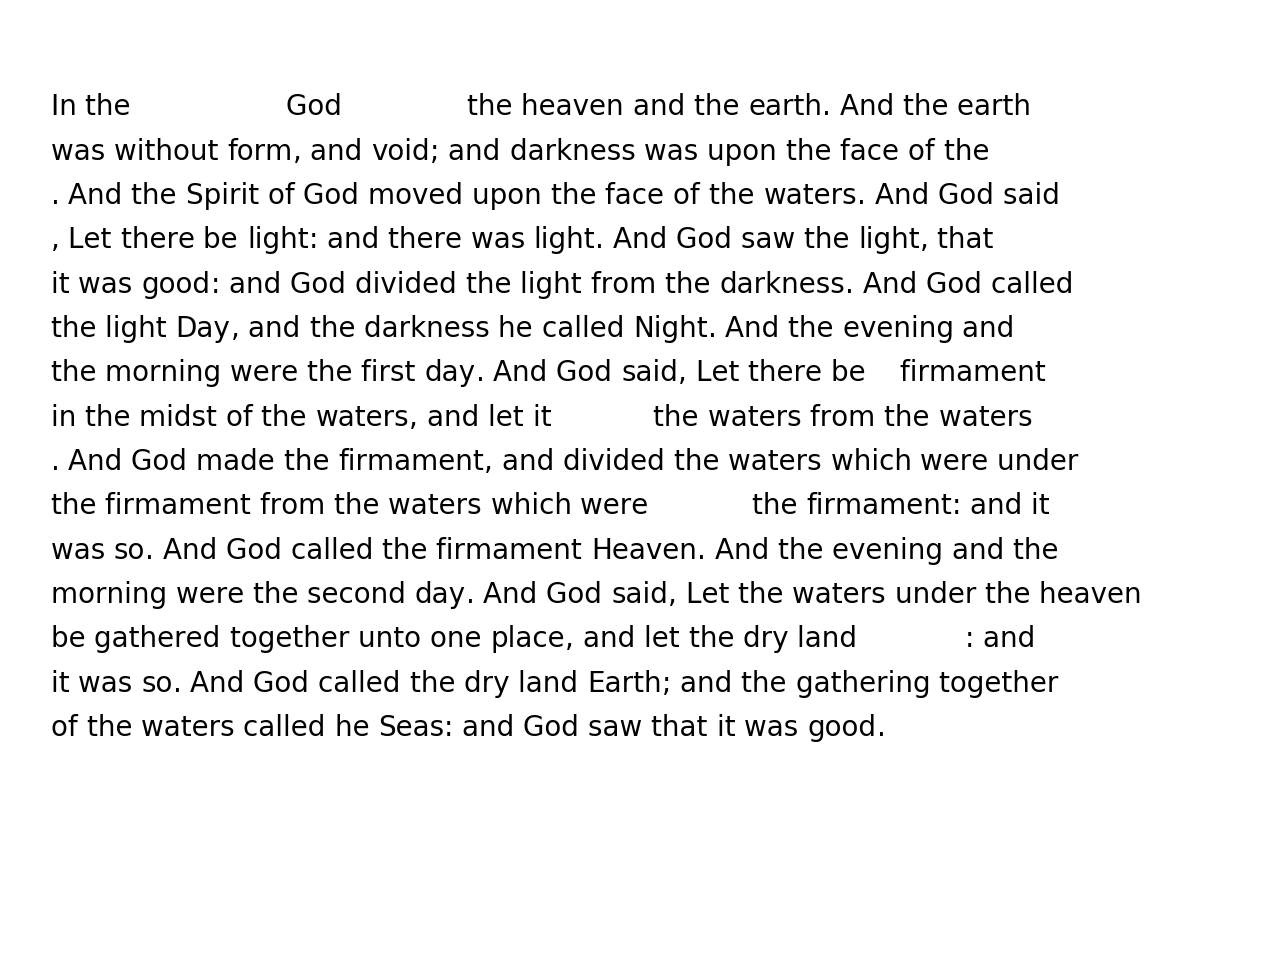 In the God the heaven and the earth. And the earth
was without form, and void; and darkness was upon the face of the
. And the Spirit of God moved upon the face of the waters. And God said
, Let there be light: and there was light. And God saw the light, that
it was good: and God divided the light from the darkness. And God called
the light Day, and the darkness he called Night. And the evening and
the morning were the first day. And God said, Let there be firmament
in the midst of the waters, and let it the waters from the waters
. And God made the firmament, and divided the waters which were under
the firmament from the waters which were the firmament: and it
was so. And God called the firmament Heaven. And the evening and the
morning were the second day. And God said, Let the waters under the heaven
be gathered together unto one place, and let the dry land : and
it was so. And God called the dry land Earth; and the gathering together
of the waters called he Seas: and God saw that it was good.